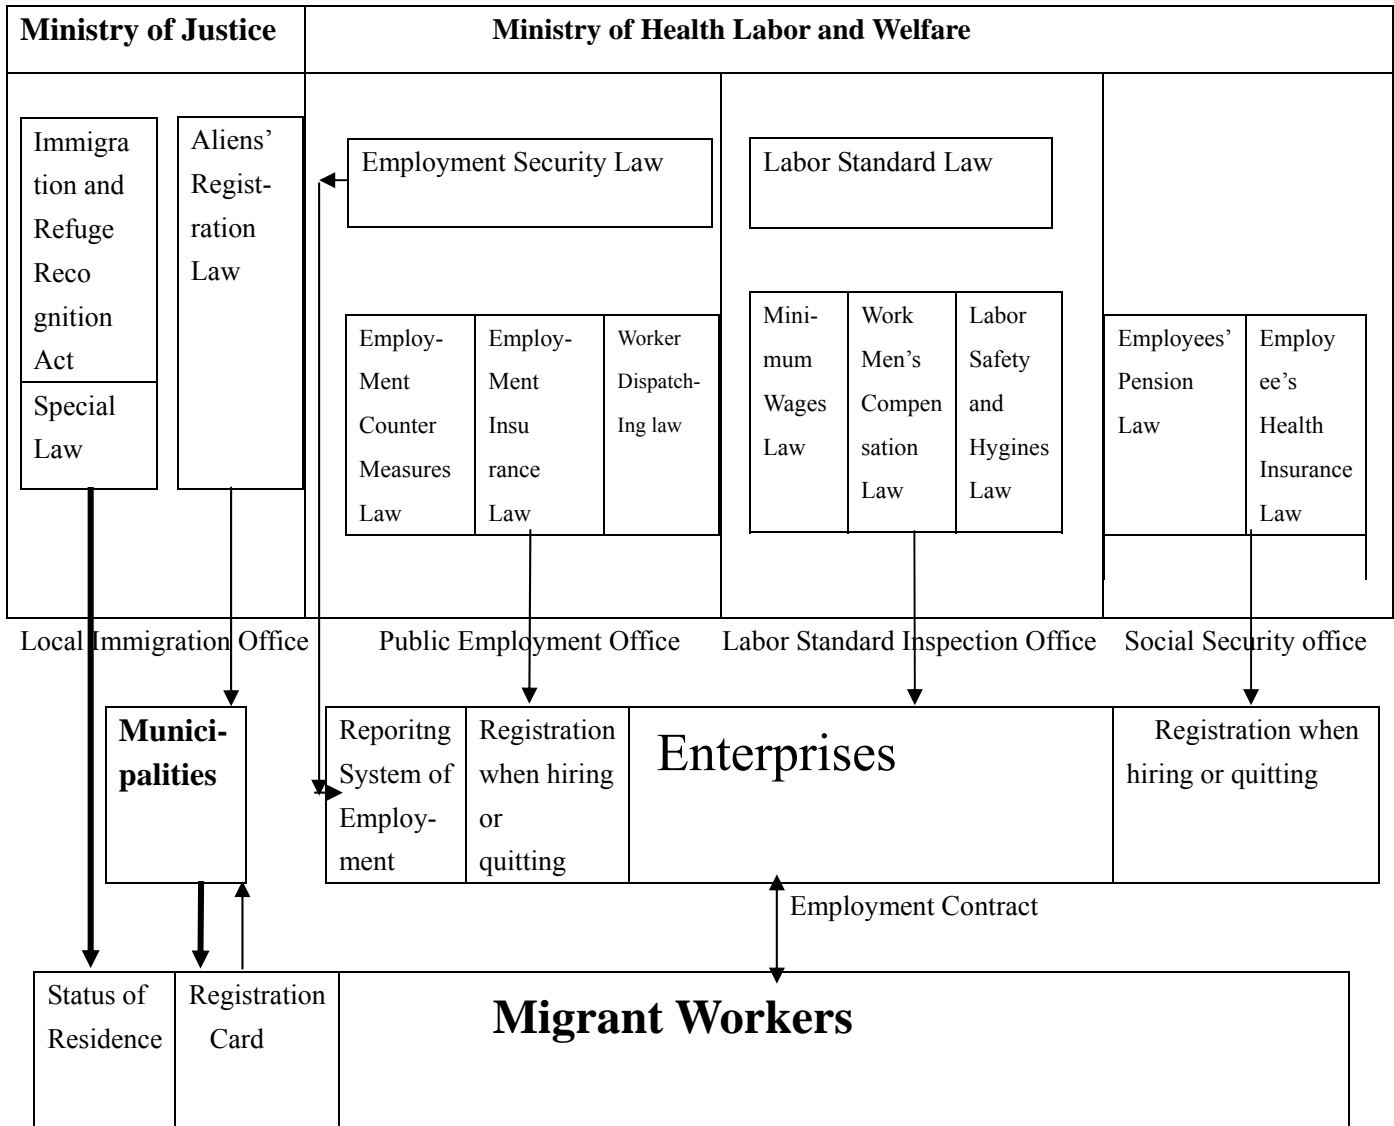 Ministry of Justice
Ministry of Health Labor and Welfare
Immigra
tion and
Refuge
Reco
gnition
Act
Special
Law
Aliens’
Regist-
ration
Law
Employment Security Law
Labor Standard Law
Employ-
Ment
Counter
Measures
Law
Employ-
Ment
Insu
rance
Law
Worker
Dispatch-
Ing law
Mini-
mum
Wages
Law
Work
Men’s
Compen
sation
Law
Labor
Safety
and
Hygines
Law
Employees’
Pension
Law
Employ
ee’s
Health
Insurance
Law
Local Immigration Office
Public Employment Office
Labor Standard Inspection Office
Social Security office
Munici-
palities
Reporitng
System of
Employ-
ment
Registration
when hiring
or
quitting
Enterprises
Registration when
hiring or quitting
Employment Contract
Status of
Residence
Registration
Card
Migrant Workers